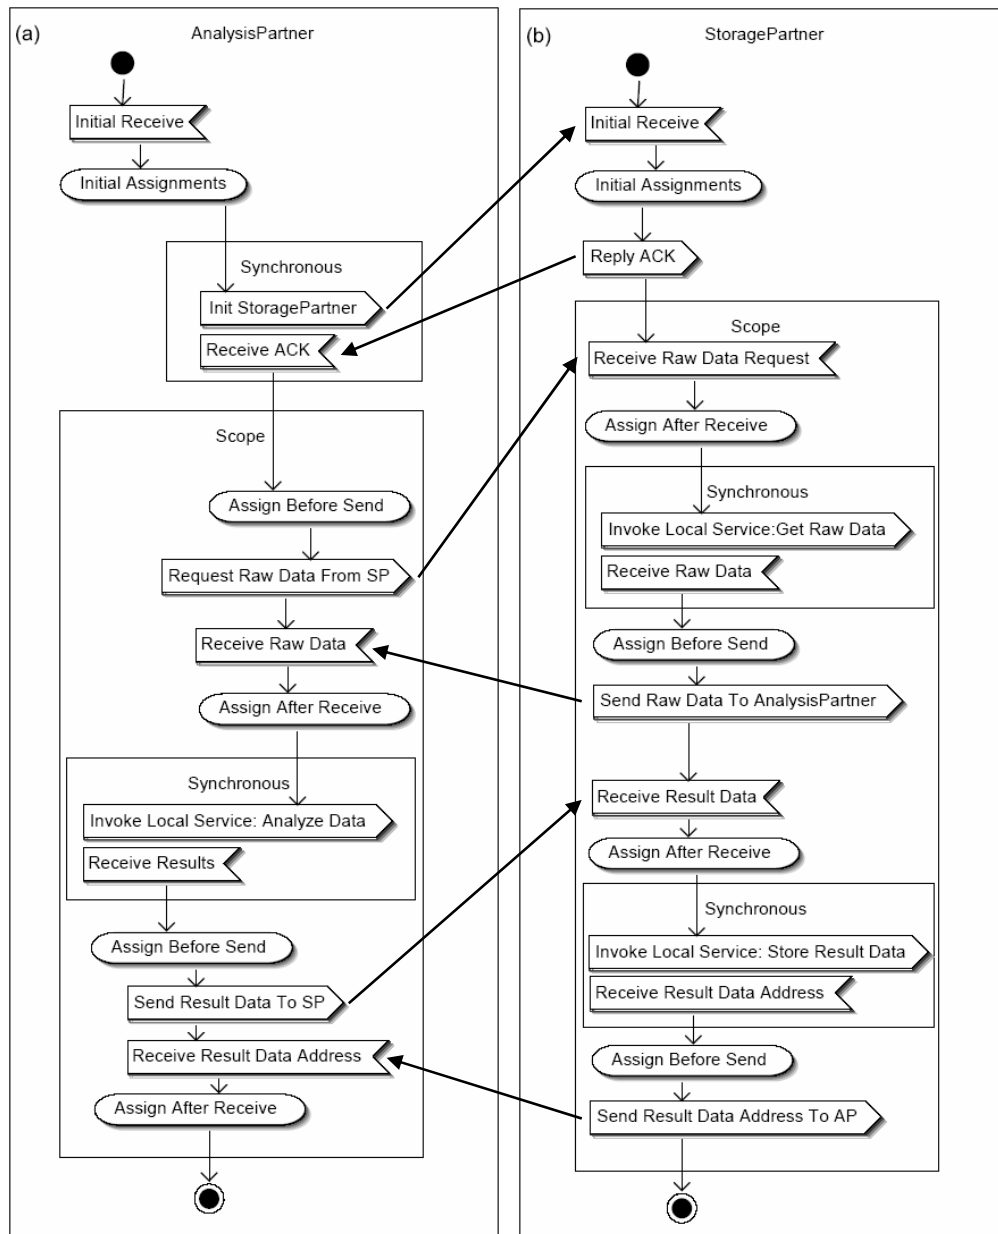 (a)
AnalysisPartner
Initial Receive
Initial Assignments
Synchronous
Init StoragePartner
Receive ACK
Scope
Assign Before Send
Request Raw Data From SP
Receive Raw Data
Assign After Receive
Synchronous
Invoke Local Service: Analyze Data
Receive Results
Assign Before Send
Send Result Data To SP
Receive Result Data Address
Assign After Receive
(b)
StoragePartner
Initial Receive
Initial Assignments
Reply ACK
Scope
Receive Raw Data Request
Assign After Receive
Synchronous
Invoke Local Service:Get Raw Data
Receive Raw Data
Assign Before Send
Send Raw Data To AnalysisPartner
Receive Result Data
Assign After Receive
Synchronous
Invoke Local Service: Store Result Data
Receive Result Data Address
Assign Before Send
Send Result Data Address To AP